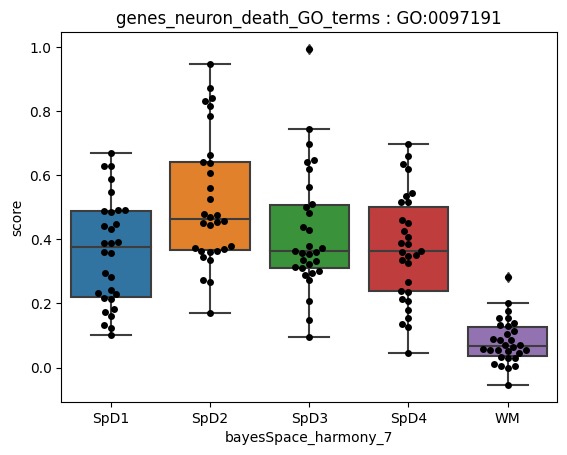 genes_neuron_death_GO_terms : GO:0097191
1.0
0.8
0.6
0.4
0.2
0.0
score
SpD1 SpD2 SpD3 SpD4 WM
bayesSpace_harmony_7